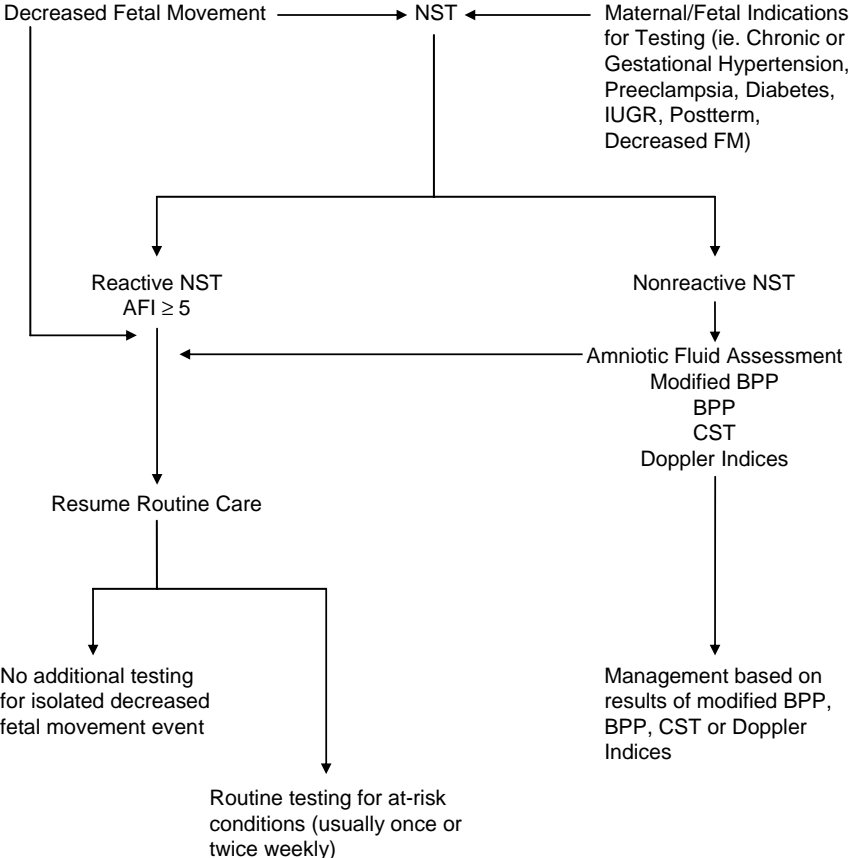 Decreased Fetal Movement
NST
Maternal/Fetal Indications
for Testing (ie. Chronic or
Gestational Hypertension,
Preeclampsia, Diabetes,
IUGR, Postterm,
Decreased FM)
Reactive NST
AFI ≥ 5
Nonreactive NST
Amniotic Fluid Assessment
Modified BPP
BPP
CST
Doppler Indices
Resume Routine Care
No additional testing
for isolated decreased
fetal movement event
Management based on
results of modified BPP,
BPP, CST or Doppler
Indices
Routine testing for at-risk
conditions (usually once or
twice weekly)